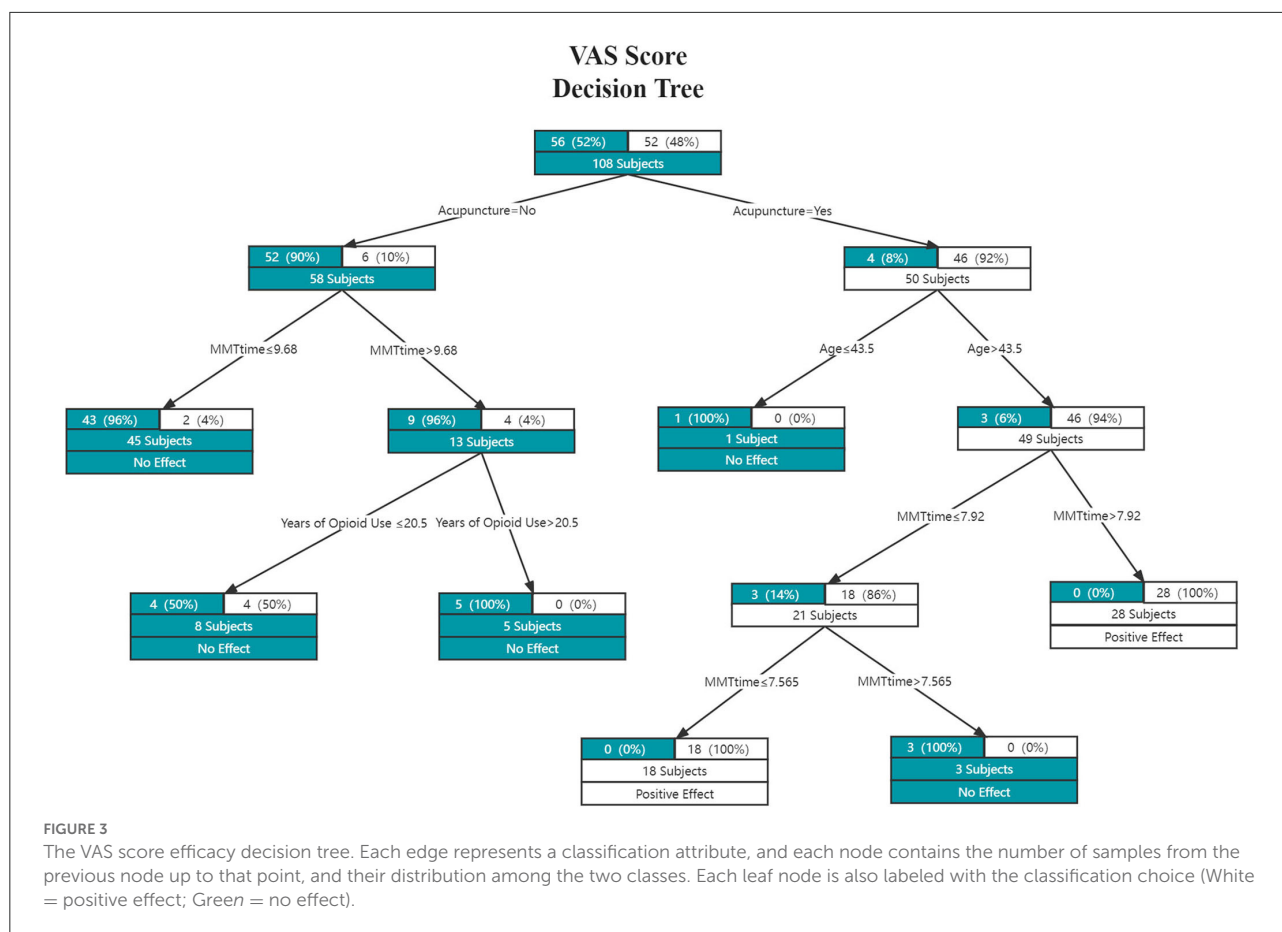 VAS Score
Decision Tree
56 (52%) 52 (48%)
108 Subjects
Acupuncture=No Acupuncture=Yes
52 (90%) 6 (10%)
58 Subjects
4 (8%) 46 (92%)
50 Subjects
MMTtime≤9.68 MMTtime>9.68
Age≤43.5 Age>43.5
43 (96%) 2 (4%)
45 Subjects
No Effect
9 (96%) 4 (4%)
13 Subjects
1 (100%) 0 (0%)
1 Subject
No Effect
3 (6%) 46 (94%)
49 Subjects
Years of Opioid Use ≤20.5 Years of Opioid Use>20.5
MMTtime≤7.92 MMTtime>7.92
4 (50%) 4 (50%)
8 Subjects
No Effect
5 (100%) 0 (0%)
5 Subjects
No Effect
3 (14%) 18 (86%)
21 Subjects
0 (0%) 28 (100%)
28 Subjects
Positive Effect
MMTtime≤7.565 MMTtime>7.565
0 (0%) 18 (100%)
18 Subjects
Positive Effect
3 (100%) 0 (0%)
3 Subjects
No Effect
FIGURE 3
The VAS score efficacy decision tree. Each edge represents a classification attribute, and each node contains the number of samples from the
previous node up to that point, and their distribution among the two classes. Each leaf node is also labeled with the classification choice (White
= positive effect; Green = no effect).